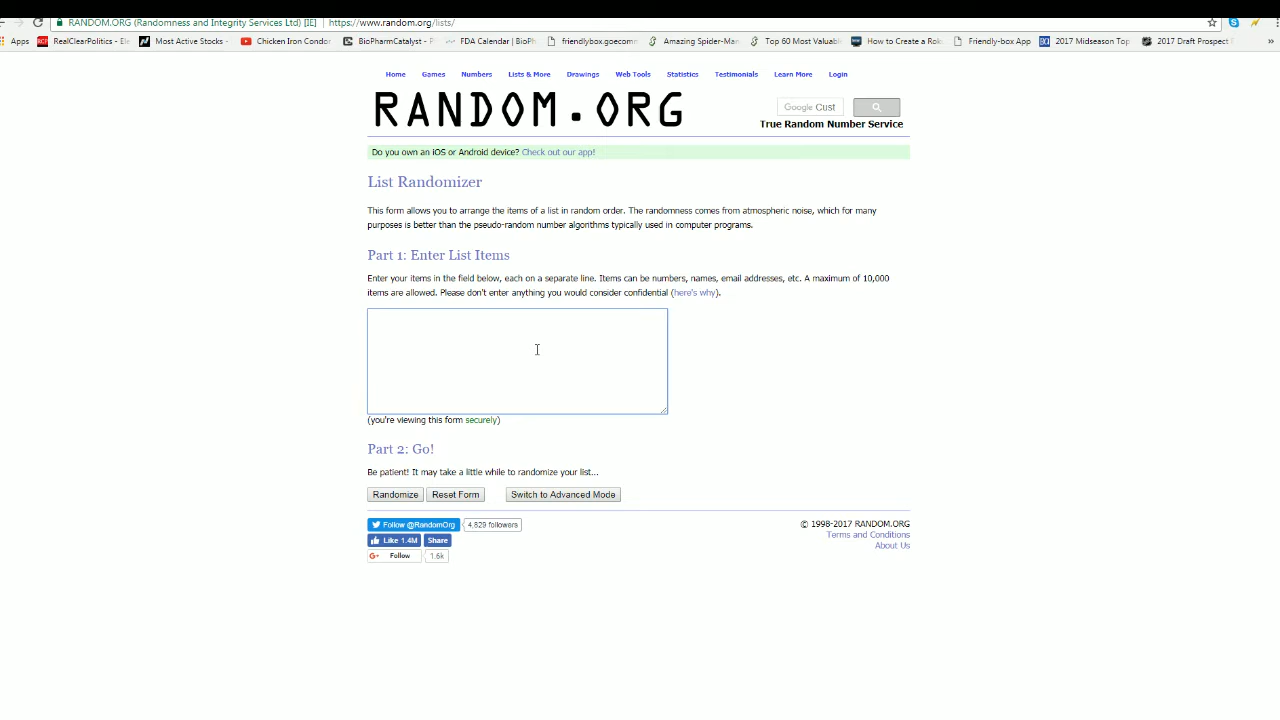 RANDOM.ORG (Randomness and Integrity Services Ltd) [IE] https://www.random.org/lists/
Apps RealClearPolitics - Ele Most Active Stocks - Chicken Iron Condor BioPharmCatalyst - FDA Calendar | BioPh friendlybox.goecomm Amazing Spider-Man Top 60 Most Valuabl How to Create a Rok Friendly-box App 2017 Midseason Top 2017 Draft Prospect R »
Home Games Numbers Lists & More Drawings Web Tools Statistics Testimonials Learn More Login
RANDOM.ORG
Google Cust
True Random Number Service
Do you own an iOS or Android device? Check out our app!
List Randomizer
This form allows you to arrange the items of a list in random order. The randomness comes from atmospheric noise, which for many
purposes is better than the pseudo-random number algorithms typically used in computer programs.
Part 1: Enter List Items
Enter your items in the field below, each on a separate line. Items can be numbers, names, email addresses, etc. A maximum of 10,000
items are allowed. Please don't enter anything you would consider confidential (here's why).
(you're viewing this form securely)
Part 2: Go!
Be patient! It may take a little while to randomize your list...
Randomize Reset Form Switch to Advanced Mode
Follow @RandomOrg 4,829 followers
Like 1.4M Share
G+ Follow 1.6k
© 1998-2017 RANDOM.ORG
Terms and Conditions
About Us